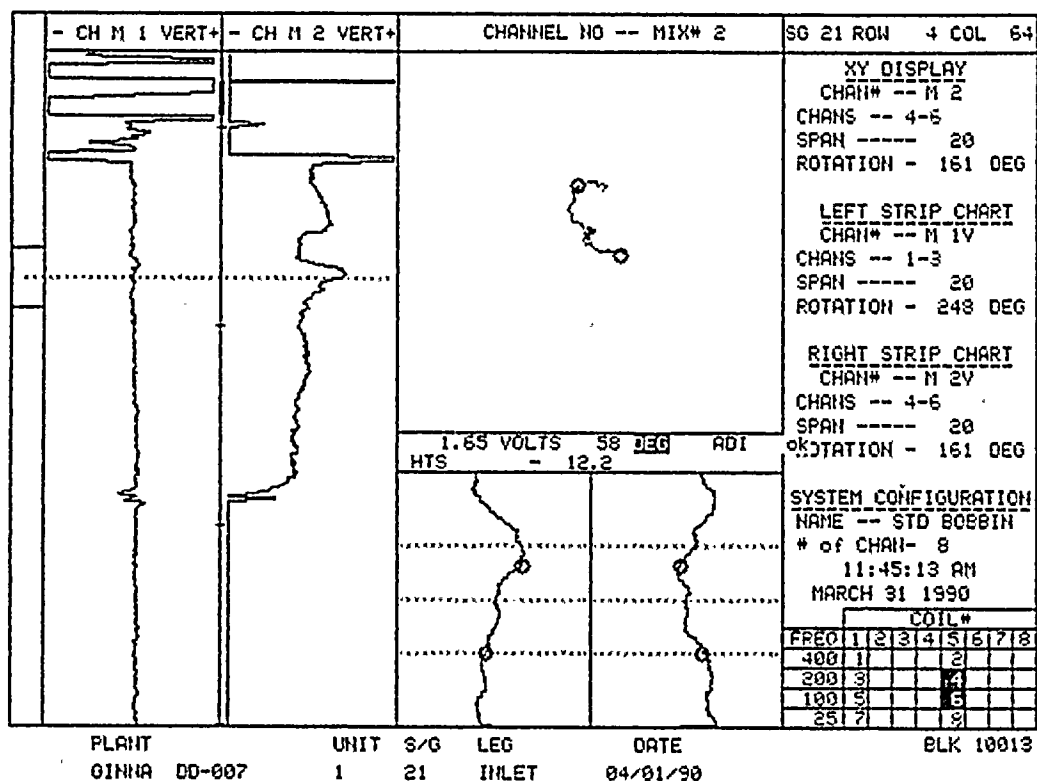 - CH M 1 VERT+
- CH M 2 VERT+
CHANNEL NO -- MIX# 2
SG 21 ROW 4 COL 64
XY DISPLAY
CHAN# -- M 2
CHANS -- 4-6
SPAN ----- 20
ROTATION - 161 DEG
LEFT STRIP CHART
CHAN# -- M 1V
CHANS -- 1-3
SPAN ----- 20
ROTATION - 248 DEG
RIGHT STRIP CHART
CHAN# -- M 2V
CHANS -- 4-6
SPAN ----- 20
ROTATION - 161 DEG
1.65 VOLTS 58 DEG ADI ok
HTS - 12.2
SYSTEM CONFIGURATION
NAME -- STD BOBBIN
# of CHAN- 8
11:45:13 AM
MARCH 31 1990
COIL#
FREQ 1 2 3 4 5 6 7 8
400 1 2
200 3 4
100 5 6
25 7 8
PLANT UNIT S/G LEG DATE BLK 10013
GINNA DD-007 1 21 INLET 04/01/90